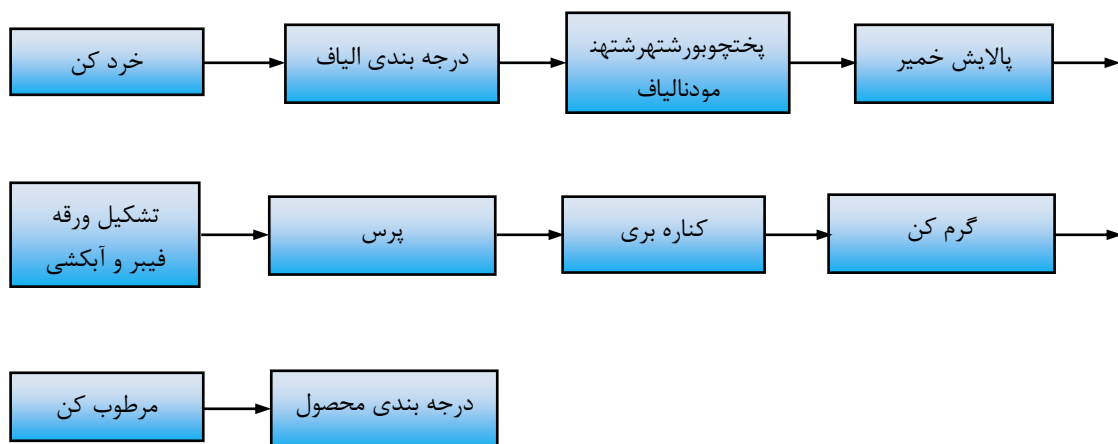 خرد کن
درجه بندی الیاف
پختچوبورشتهرشتهنـ
مودنالیاف
پالایش خمیر
تشکیل ورقه
فیبر و آبکشی
پرس
کناره بری
گرم کن
مرطوب کن
درجه بندی محصول